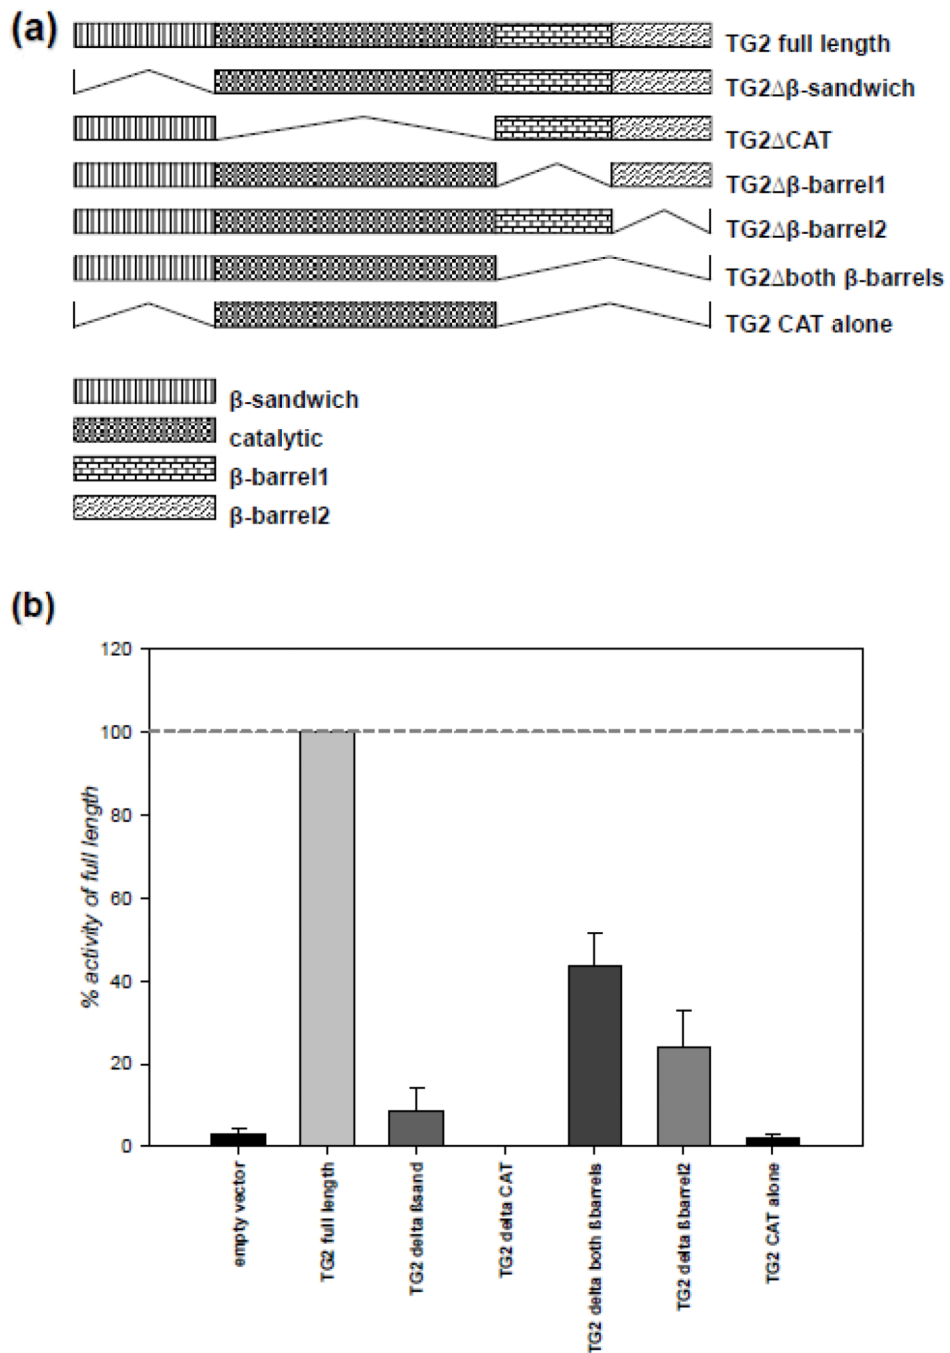 (a)
TG2 full length
TG2Δβ-sandwich
TG2ΔCAT
TG2Δβ-barrel1
TG2Δβ-barrel2
TG2Δboth β-barrels
TG2 CAT alone
β-sandwich
catalytic
β-barrel1
β-barrel2
(b)
120
100
80
60
40
20
0
% activity of full length
empty vector
TG2 full length
TG2 delta ßsand
TG2 delta CAT
TG2 delta both ßbarrels
TG2 delta ßbarrel2
TG2 CAT alone